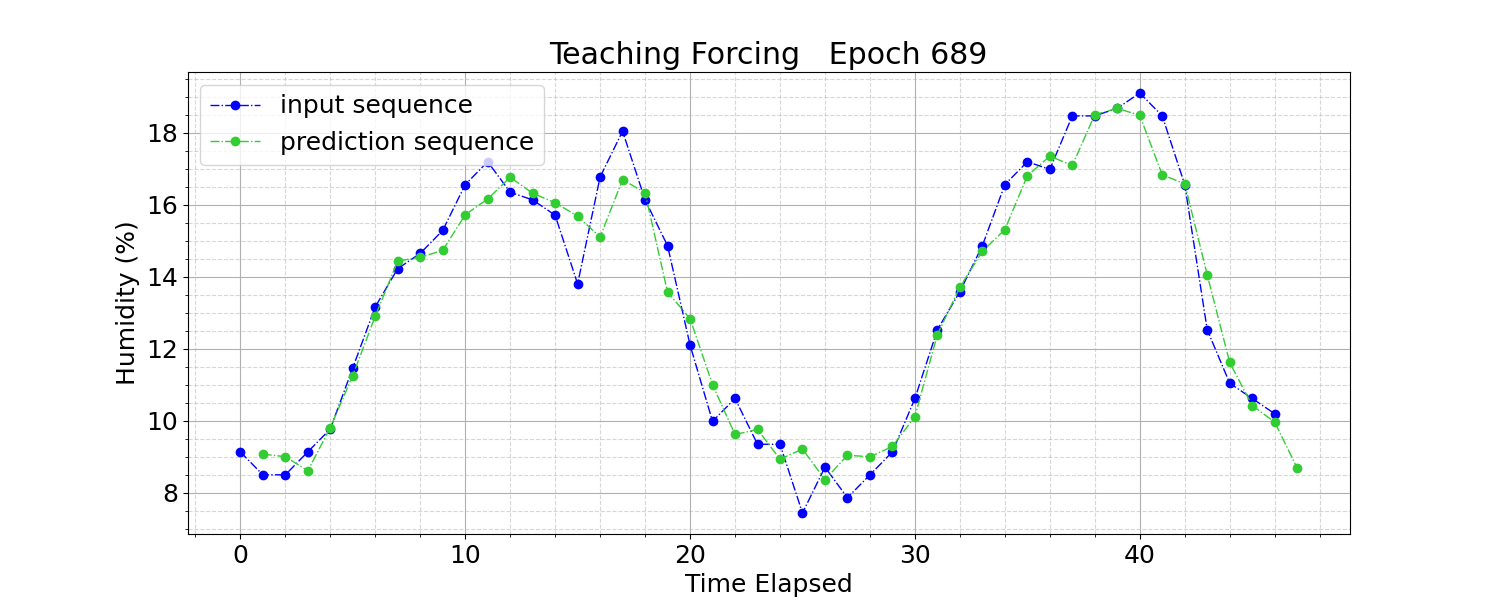 Teaching Forcing   Epoch 689
input sequence
prediction sequence
Humidity (%)
18
16
14
12
10
8
0 10 20 30 40
Time Elapsed